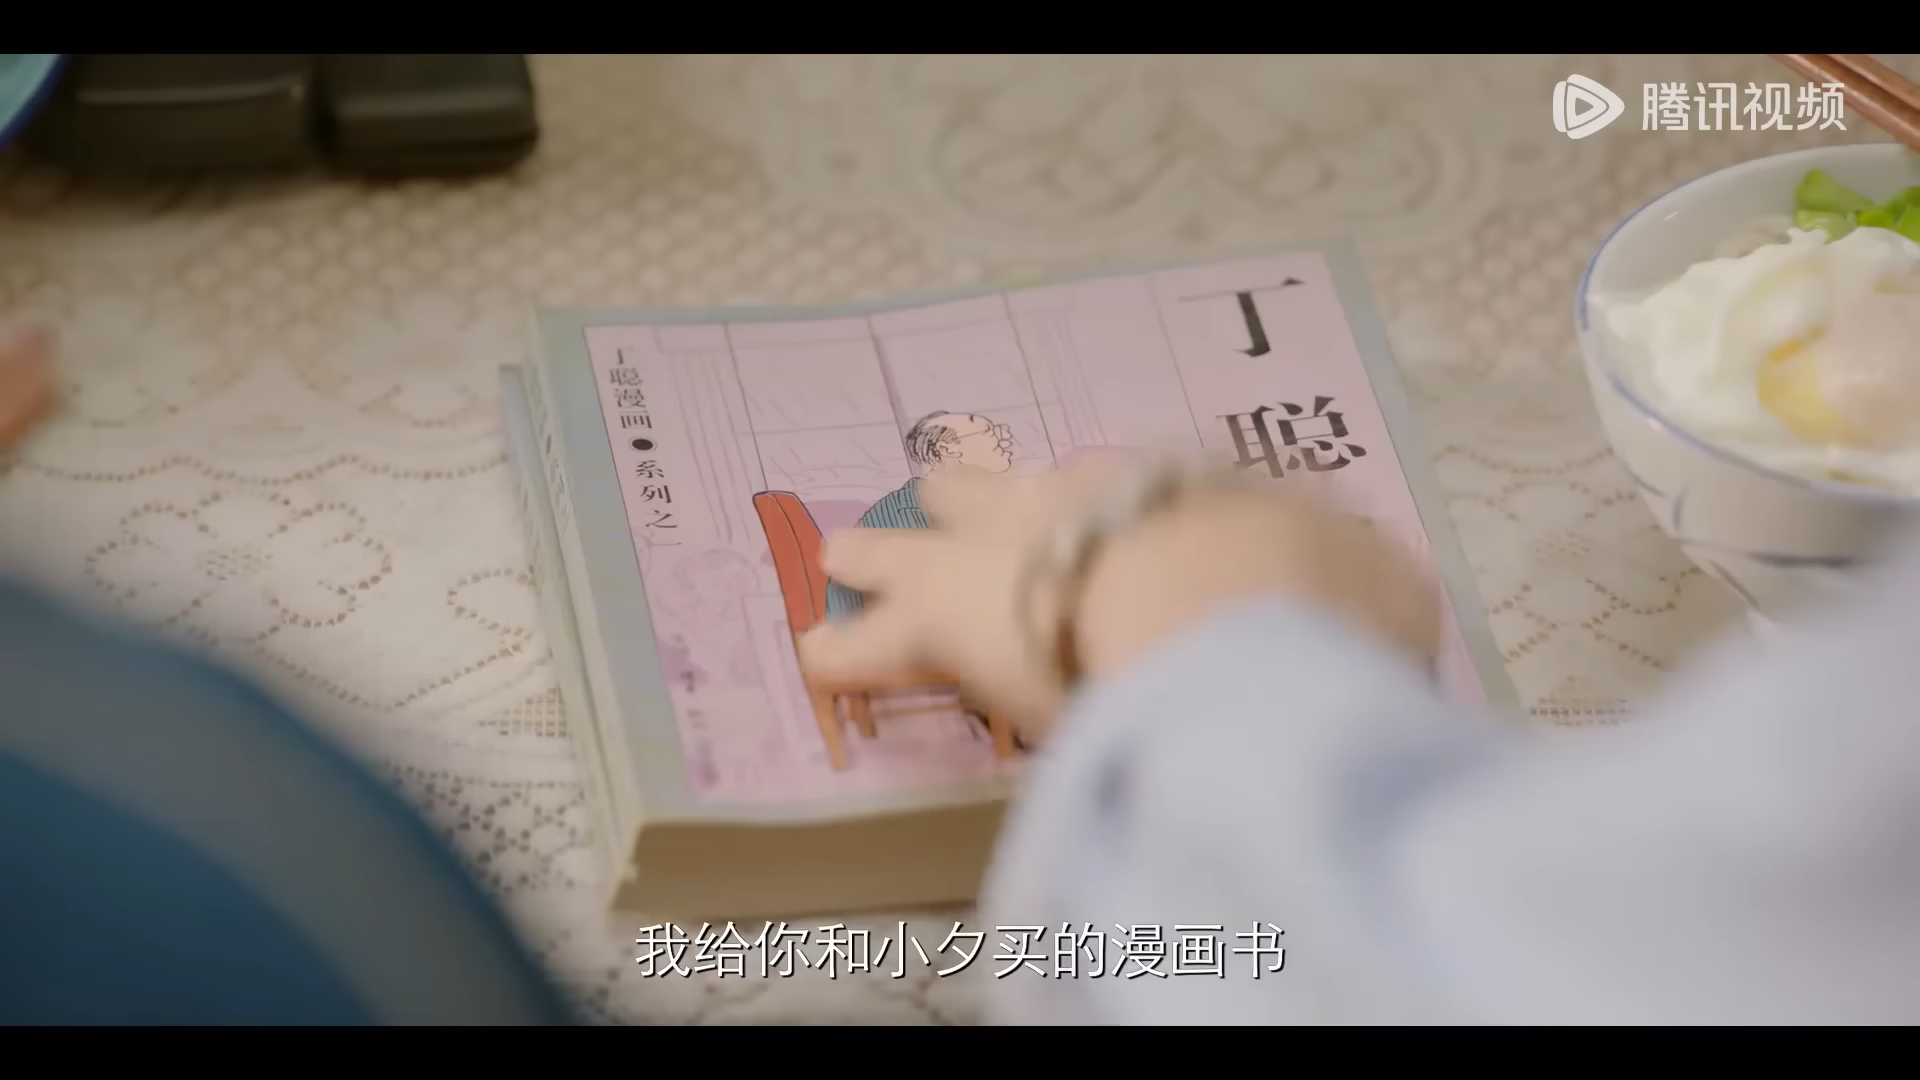 腾讯视频
丁聪
丁聪漫画●系列之一
我给你和小夕买的漫画书